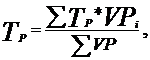 T_P = ∑T_P*VP_i / ∑VP ,